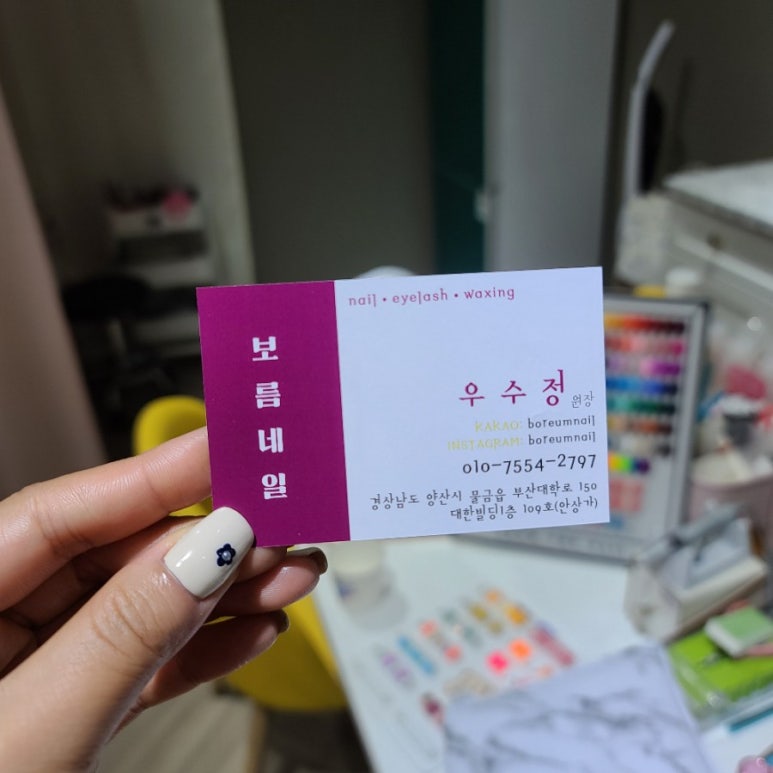 보름네일
nail • eyelash • waxing
우수정 원장
KAKAO: boreumnail
INSTAGRAM: boreumnail
010-7554-2797
경상남도 양산시 물금읍 부산대학로 150
대한빌딩1층 109호(안상가)